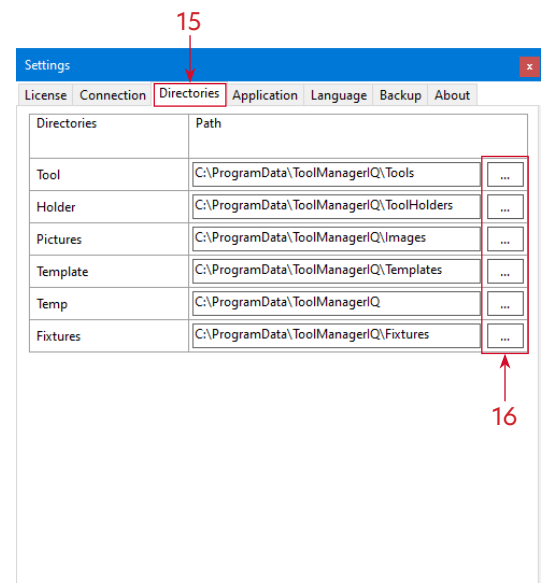 15
Settings x
License Connection Directories Application Language Backup About
Directories Path
Tool C:\ProgramData\ToolManagerIQ\Tools ...
Holder C:\ProgramData\ToolManagerIQ\ToolHolders ...
Pictures C:\ProgramData\ToolManagerIQ\Images ...
Template C:\ProgramData\ToolManagerIQ\Templates ...
Temp C:\ProgramData\ToolManagerIQ ...
Fixtures C:\ProgramData\ToolManagerIQ\Fixtures ...
16